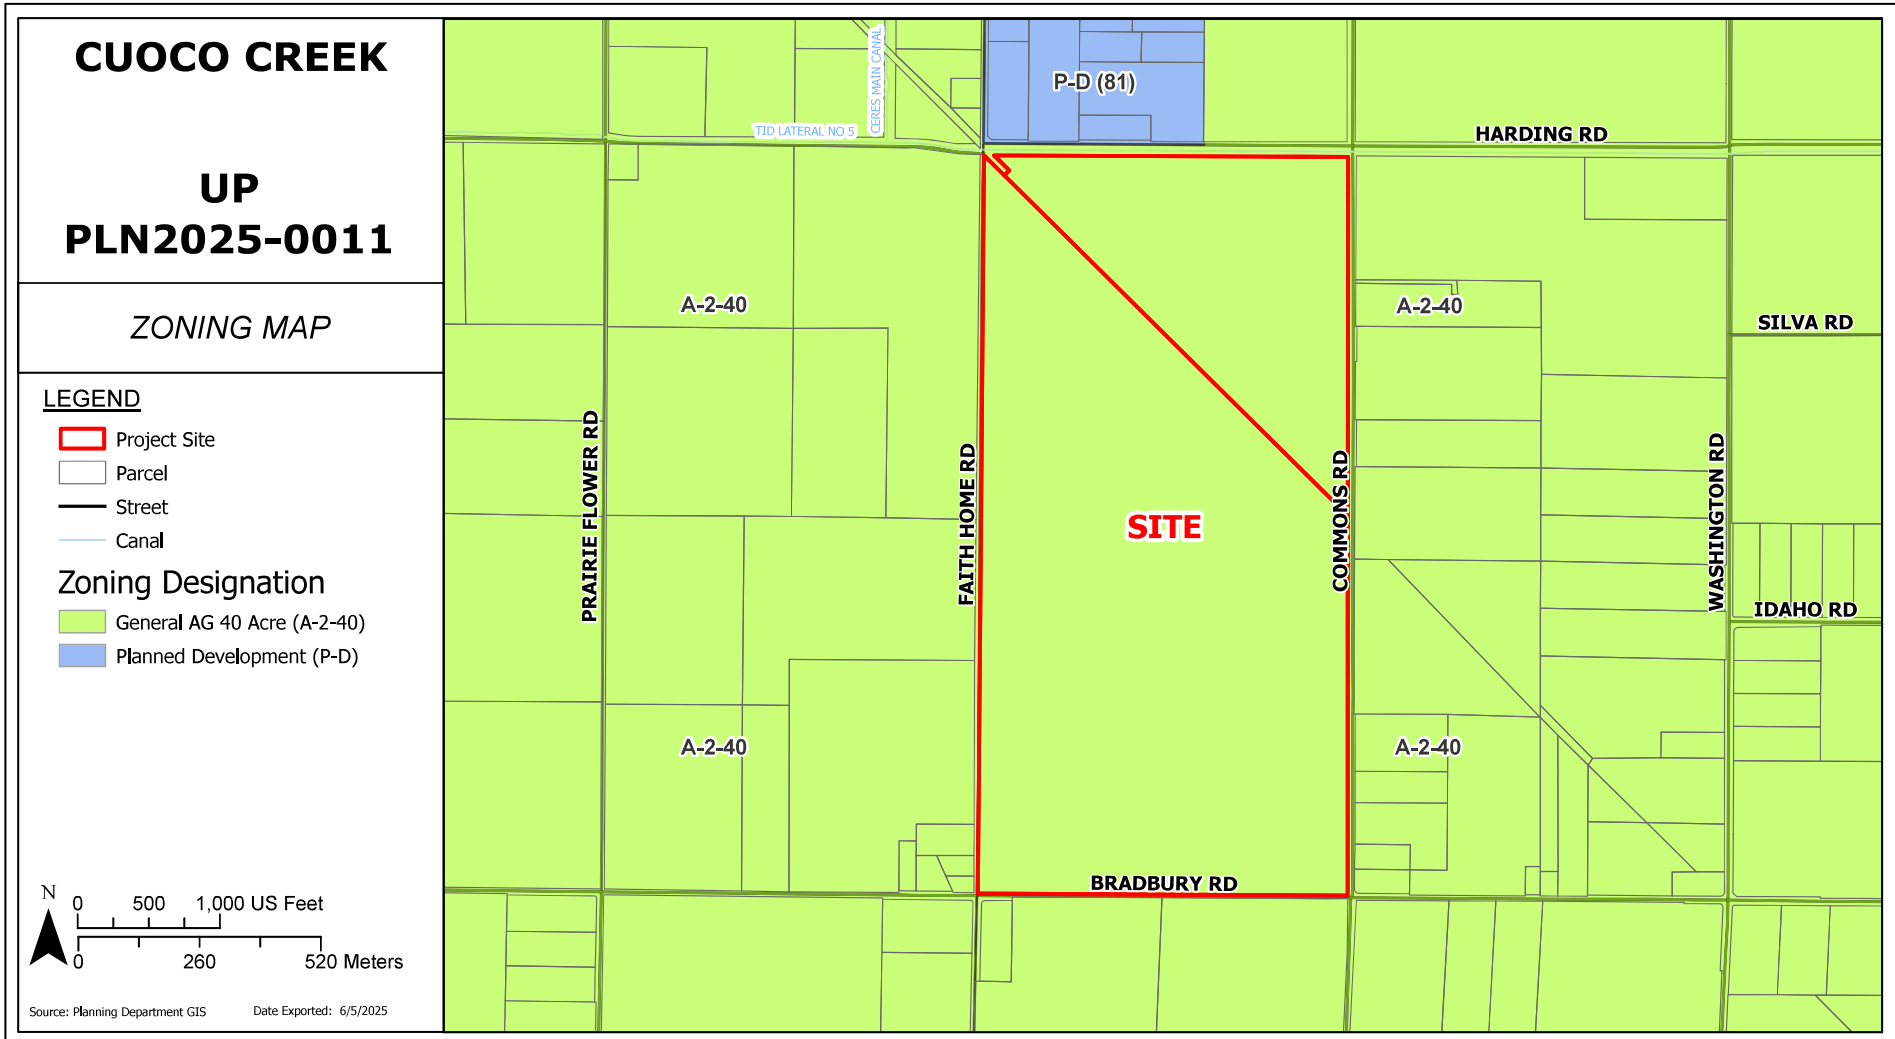 CUOCO CREEK
UP
PLN2025-0011
ZONING MAP
LEGEND
Project Site
Parcel
Street
Canal
Zoning Designation
General AG 40 Acre (A-2-40)
Planned Development (P-D)
N
0 500 1,000 US Feet
0 260 520 Meters
Source: Planning Department GIS Date Exported: 6/5/2025
CERES MAIN CANAL
P-D (81)
TID LATERAL NO 5
HARDING RD
A-2-40
A-2-40
SILVA RD
PRAIRIE FLOWER RD
FAITH HOME RD
SITE
COMMONS RD
WASHINGTON RD
IDAHO RD
A-2-40
A-2-40
BRADBURY RD